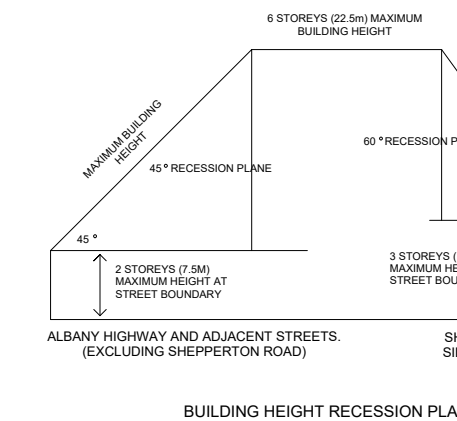 6 STOREYS (22.5m) MAXIMUM
BUILDING HEIGHT
MAXIMUM BUILDING
HEIGHT
45° RECESSION PLANE
60° RECESSION
45°
2 STOREYS (7.5M)
MAXIMUM HEIGHT AT
STREET BOUNDARY
3 STOREYS (
MAXIMUM
STREET
ALBANY HIGHWAY AND ADJACENT STREETS.
(EXCLUDING SHEPPERTON ROAD)
BUILDING HEIGHT RECESSION